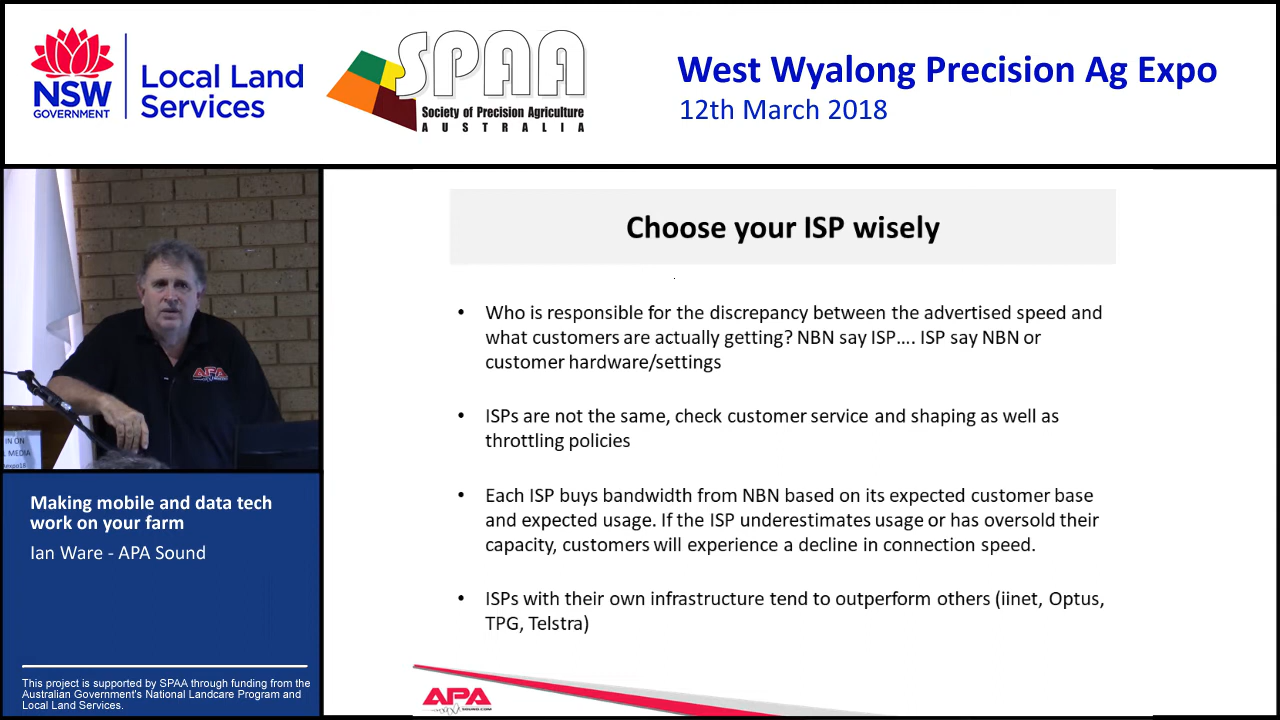 NSW
GOVERNMENT
Local Land
Services
SPAA
Society of Precision Agriculture
AUSTRALIA
West Wyalong Precision Ag Expo
12th March 2018
APA
IN ON
MEDIA
Making mobile and data tech
work on your farm
Ian Ware - APA Sound
This project is supported by SPAA through funding from the
Australian Government's National Landcare Program and
Local Land Services.
Choose your ISP wisely
• Who is responsible for the discrepancy between the advertised speed and
what customers are actually getting? NBN say ISP…. ISP say NBN or
customer hardware/settings
• ISPs are not the same, check customer service and shaping as well as
throttling policies
• Each ISP buys bandwidth from NBN based on its expected customer base
and expected usage. If the ISP underestimates usage or has oversold their
capacity, customers will experience a decline in connection speed.
• ISPs with their own infrastructure tend to outperform others (iinet, Optus,
TPG, Telstra)
APA